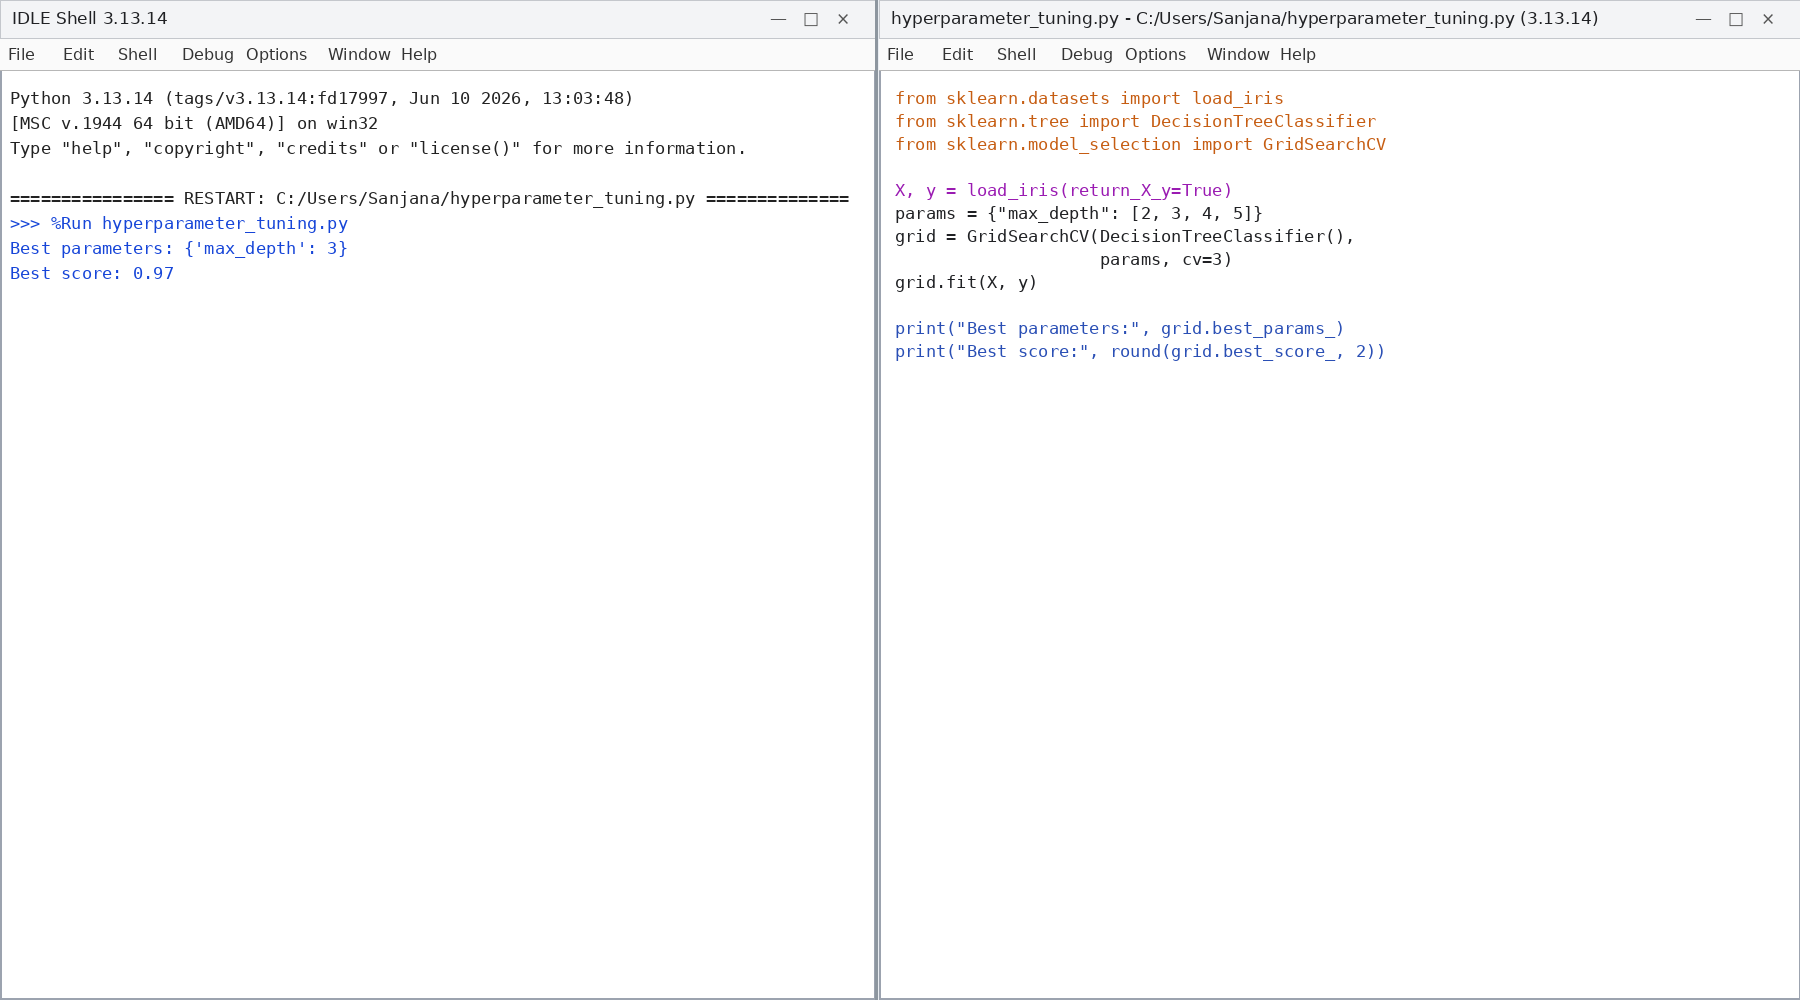 IDLE Shell 3.13.14
File Edit Shell Debug Options Window Help
Python 3.13.14 (tags/v3.13.14:fd17997, Jun 10 2026, 13:03:48)
[MSC v.1944 64 bit (AMD64)] on win32
Type "help", "copyright", "credits" or "license()" for more information.
================ RESTART: C:/Users/Sanjana/hyperparameter_tuning.py ==============
>>> %Run hyperparameter_tuning.py
Best parameters: {'max_depth': 3}
Best score: 0.97
hyperparameter_tuning.py - C:/Users/Sanjana/hyperparameter_tuning.py (3.13.14)
File Edit Shell Debug Options Window Help
from sklearn.datasets import load_iris
from sklearn.tree import DecisionTreeClassifier
from sklearn.model_selection import GridSearchCV
X, y = load_iris(return_X_y=True)
params = {"max_depth": [2, 3, 4, 5]}
grid = GridSearchCV(DecisionTreeClassifier(),
                    params, cv=3)
grid.fit(X, y)
print("Best parameters:", grid.best_params_)
print("Best score:", round(grid.best_score_, 2))